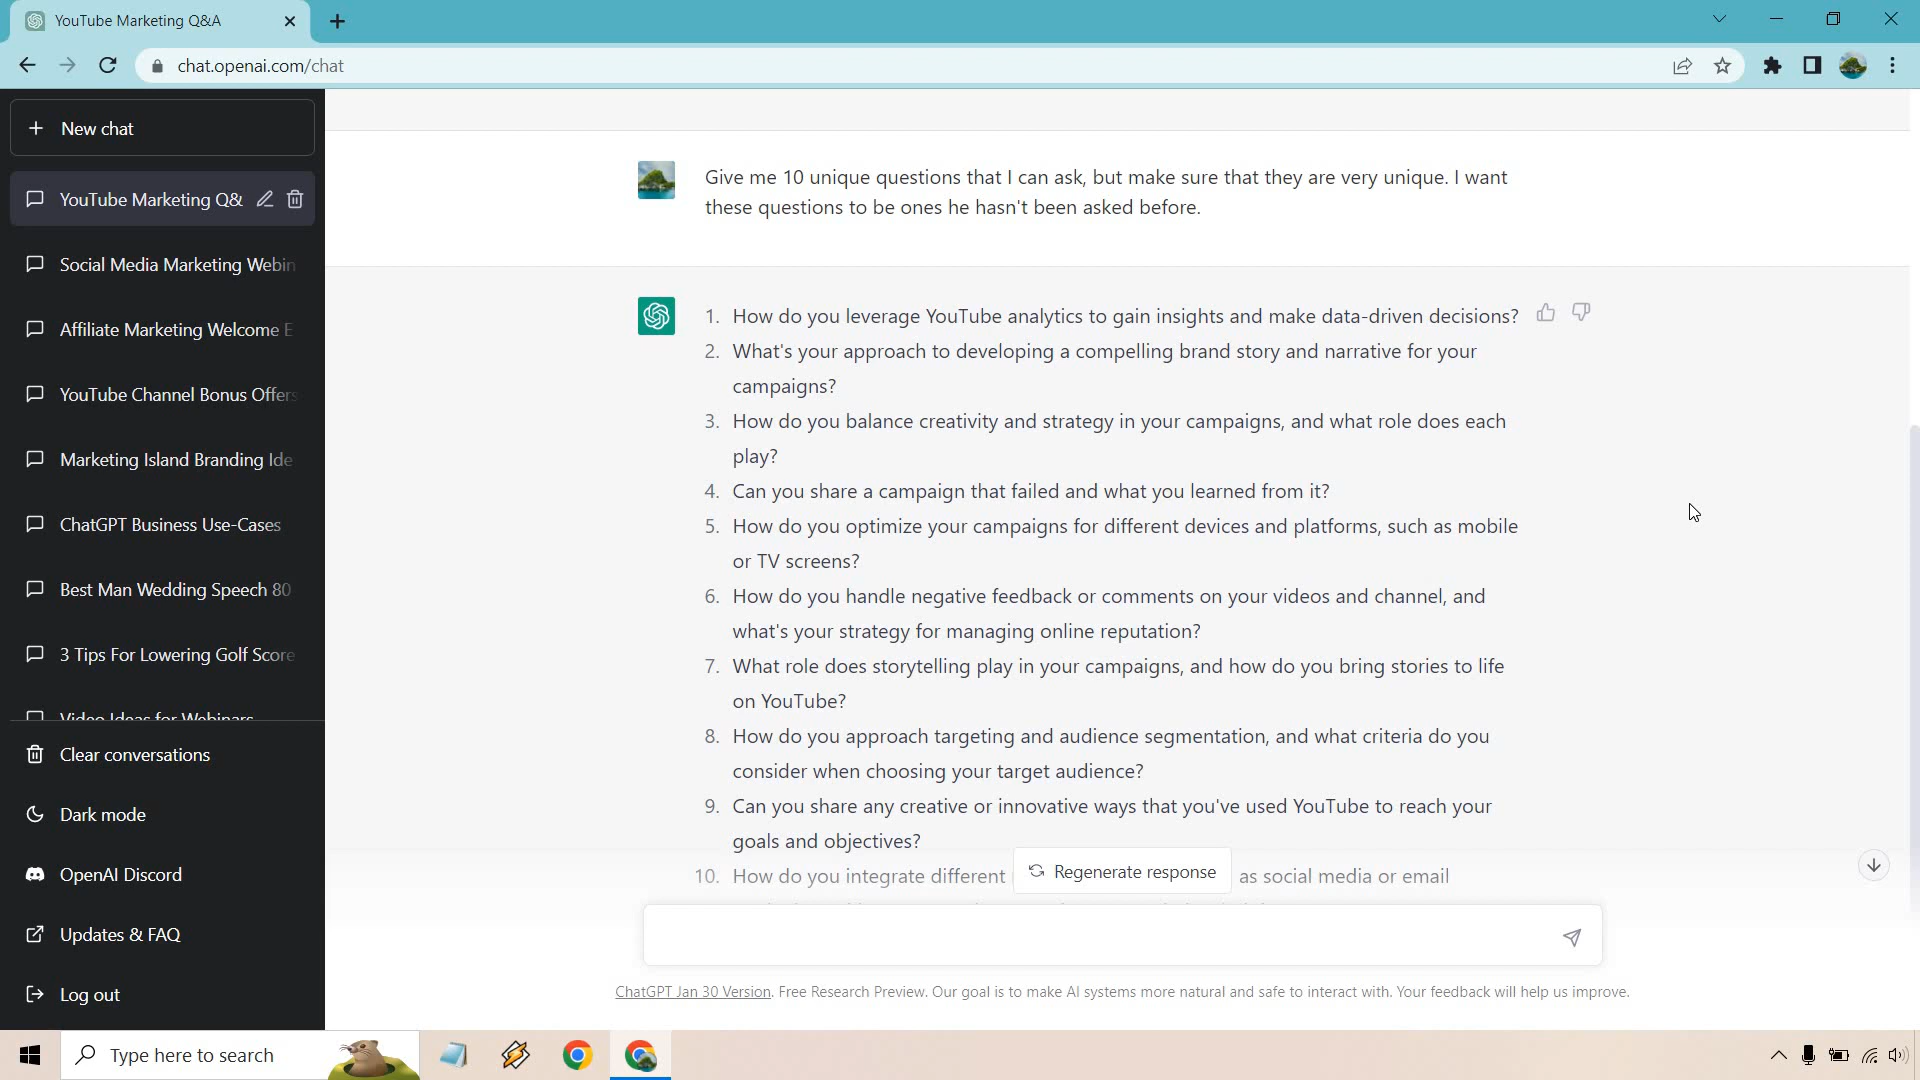 YouTube Marketing Q&A
chat.openai.com/chat
New chat
YouTube Marketing Q&
Social Media Marketing Webin
Affiliate Marketing Welcome E
YouTube Channel Bonus Offers
Marketing Island Branding Ide
ChatGPT Business Use-Cases
Best Man Wedding Speech 80
3 Tips For Lowering Golf Score
Video Ideas for Webinars
Clear conversations
Dark mode
OpenAI Discord
Updates & FAQ
Log out
Give me 10 unique questions that I can ask, but make sure that they are very unique. I want
these questions to be ones he hasn't been asked before.
1. How do you leverage YouTube analytics to gain insights and make data-driven decisions?
2. What's your approach to developing a compelling brand story and narrative for your
campaigns?
3. How do you balance creativity and strategy in your campaigns, and what role does each
play?
4. Can you share a campaign that failed and what you learned from it?
5. How do you optimize your campaigns for different devices and platforms, such as mobile
or TV screens?
6. How do you handle negative feedback or comments on your videos and channel, and
what's your strategy for managing online reputation?
7. What role does storytelling play in your campaigns, and how do you bring stories to life
on YouTube?
8. How do you approach targeting and audience segmentation, and what criteria do you
consider when choosing your target audience?
9. Can you share any creative or innovative ways that you've used YouTube to reach your
goals and objectives?
10. How do you integrate different as social media or email
Regenerate response
ChatGPT Jan 30 Version. Free Research Preview. Our goal is to make AI systems more natural and safe to interact with. Your feedback will help us improve.
Type here to search